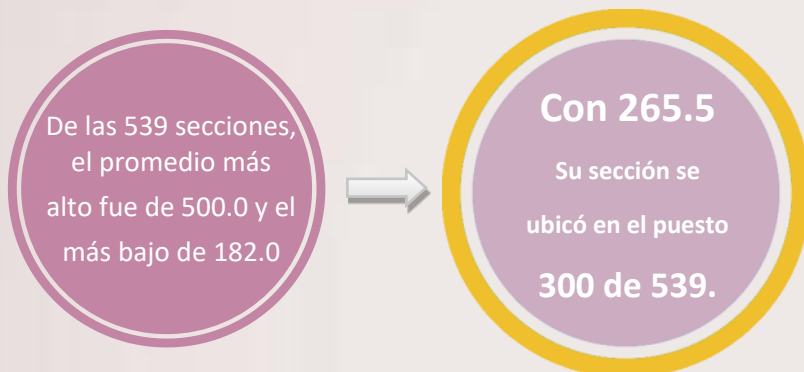 De las 539 secciones,
el promedio más
alto fue de 500.0 y el
más bajo de 182.0
Con 265.5
Su sección se
ubicó en el puesto
300 de 539.